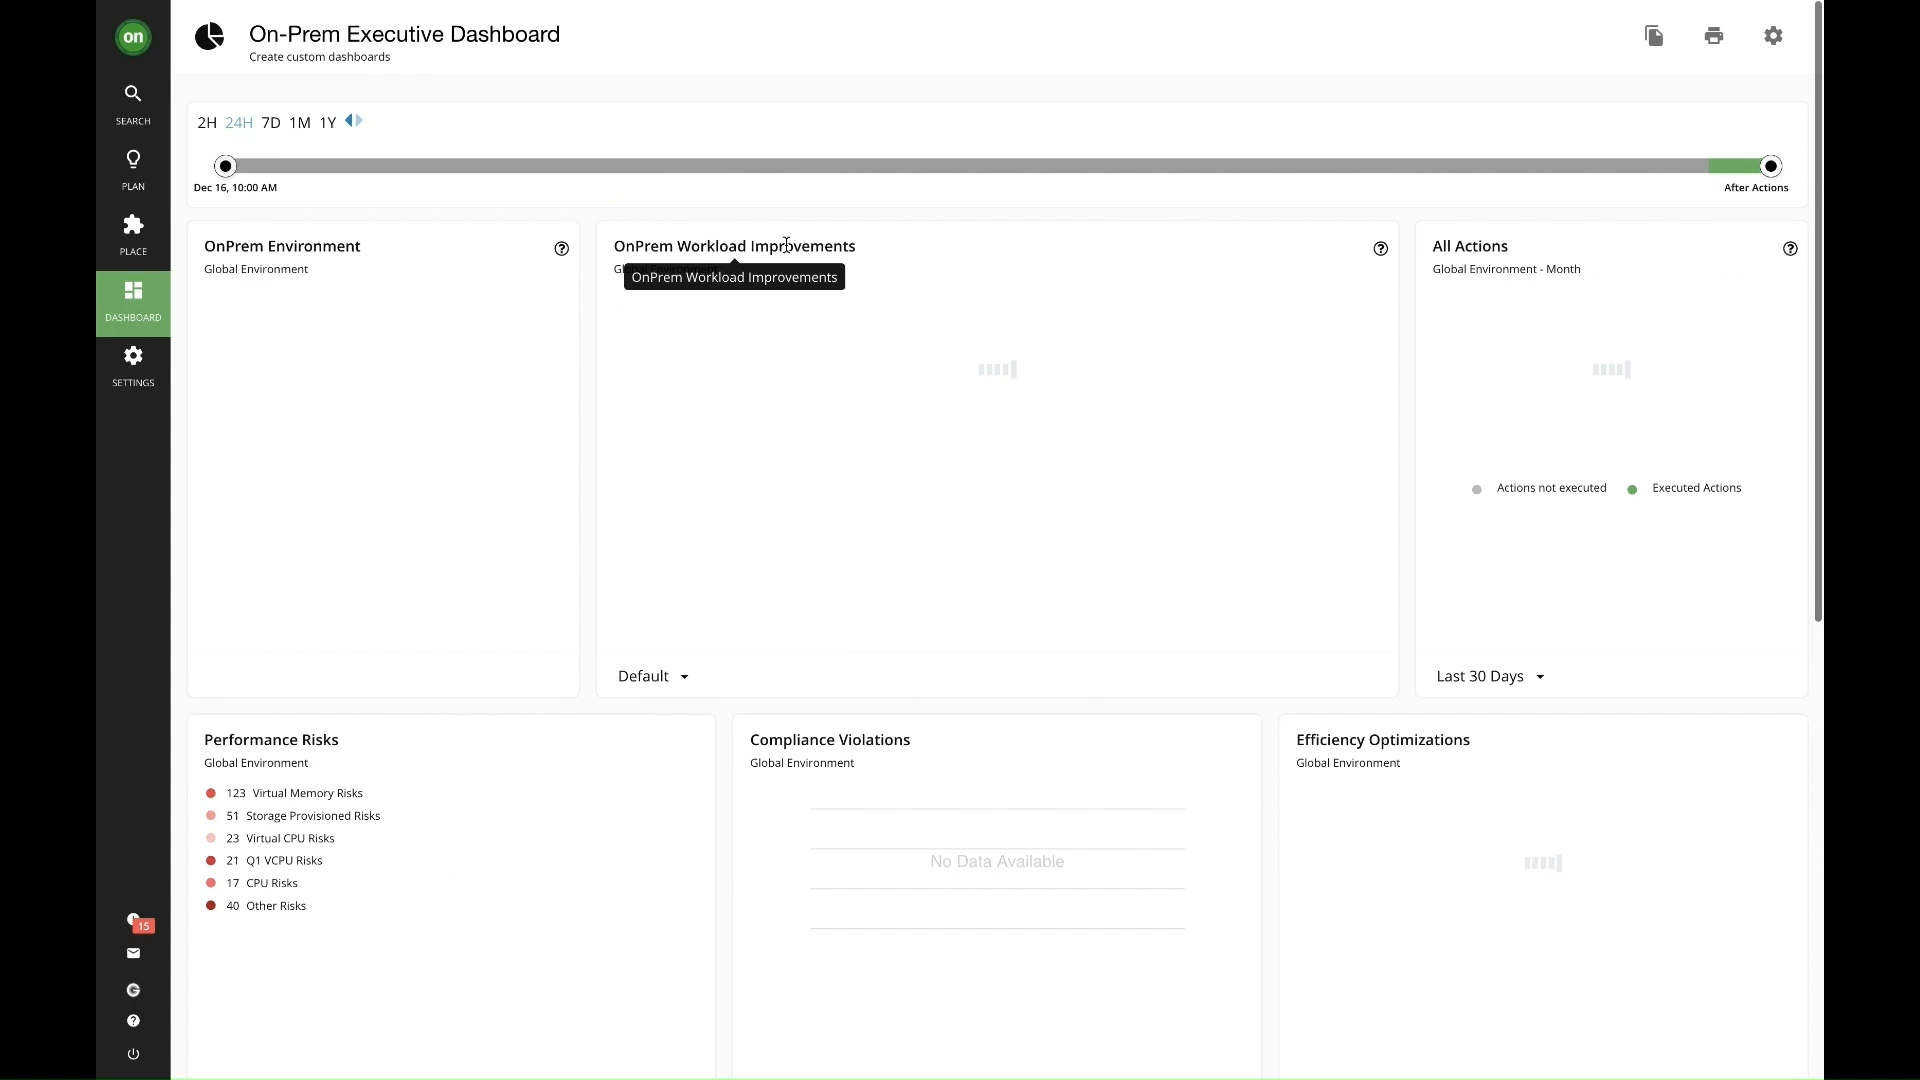 on
On-Prem Executive Dashboard
Create custom dashboards
SEARCH
PLAN
PLACE
DASHBOARD
SETTINGS
15
2H 24H 7D 1M 1Y
Dec 16, 10:00 AM
After Actions
OnPrem Environment
Global Environment
OnPrem Workload Improvements
OnPrem Workload Improvements
Default
All Actions
Global Environment - Month
Actions not executed
Executed Actions
Last 30 Days
Performance Risks
Global Environment
123 Virtual Memory Risks
51 Storage Provisioned Risks
23 Virtual CPU Risks
21 Q1 VCPU Risks
17 CPU Risks
40 Other Risks
Compliance Violations
Global Environment
No Data Available
Efficiency Optimizations
Global Environment